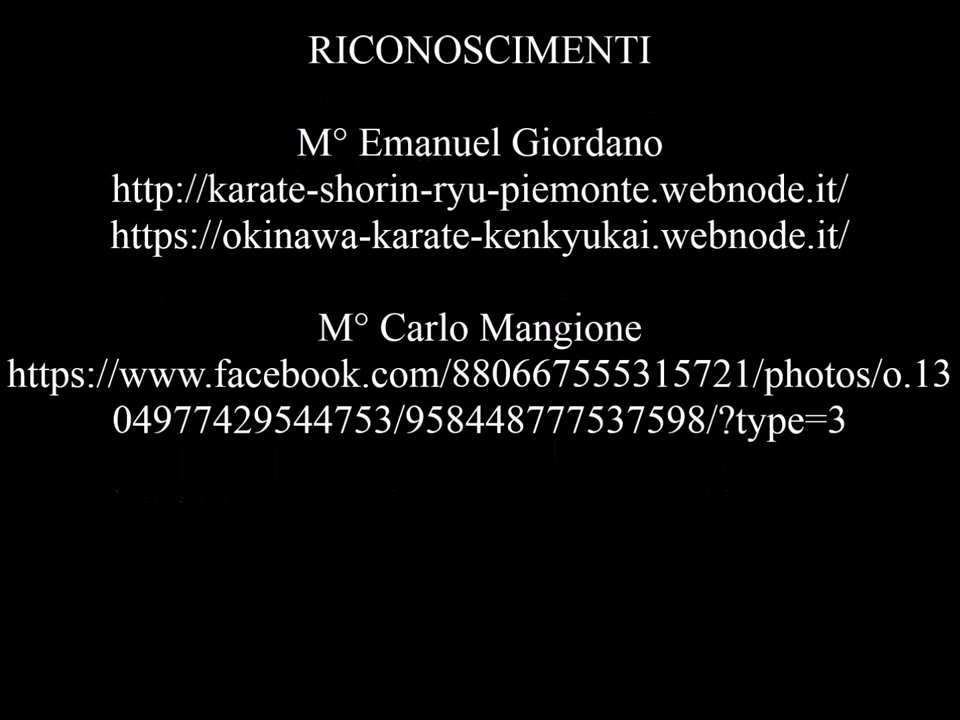 RICONOSCIMENTI
M° Emanuel Giordano
http://karate-shorin-ryu-piemonte.webnode.it/
https://okinawa-karate-kenkyukai.webnode.it/
M° Carlo Mangione
https://www.facebook.com/880667555315721/photos/o.13
04977429544753/958448777537598/?type=3